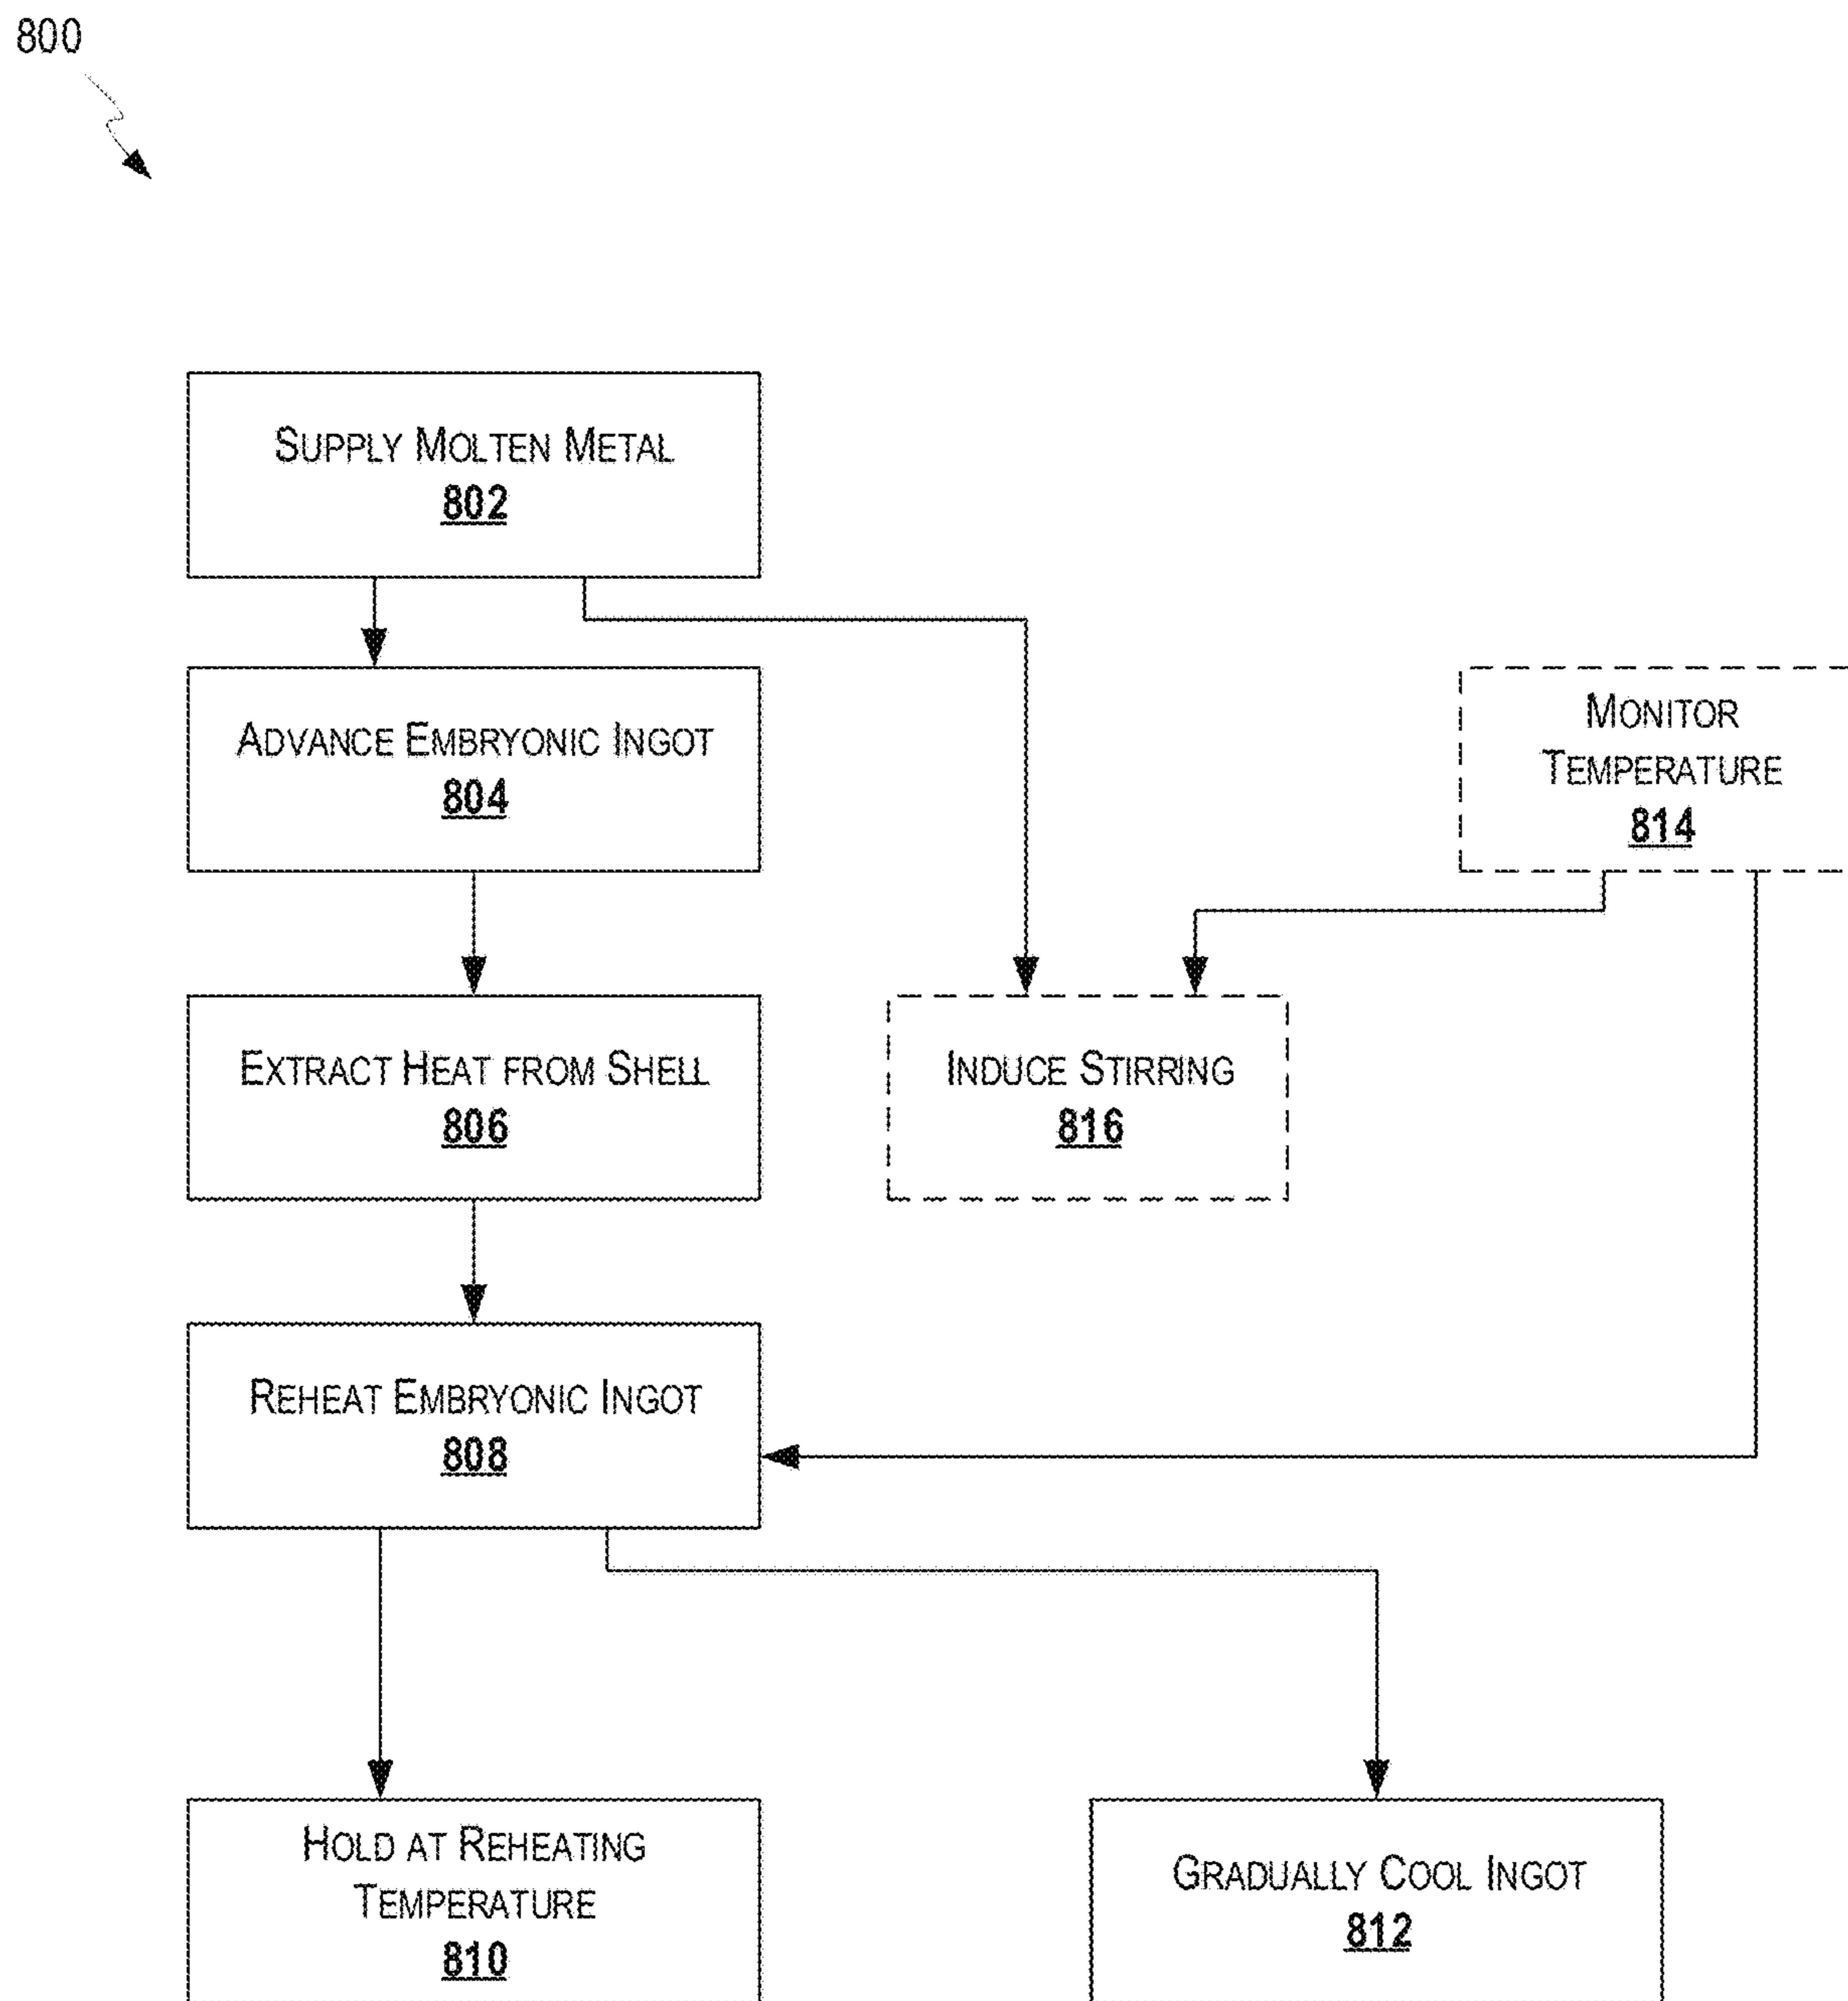 800
SUPPLY MOLTEN METAL
802
ADVANCE EMBRYONIC INGOT
804
MONITOR
TEMPERATURE
814
EXTRACT HEAT FROM SHELL
806
INDUCE STIRRING
816
REHEAT EMBRYONIC INGOT
808
HOLD AT REHEATING
TEMPERATURE
810
GRADUALLY COOL INGOT
812